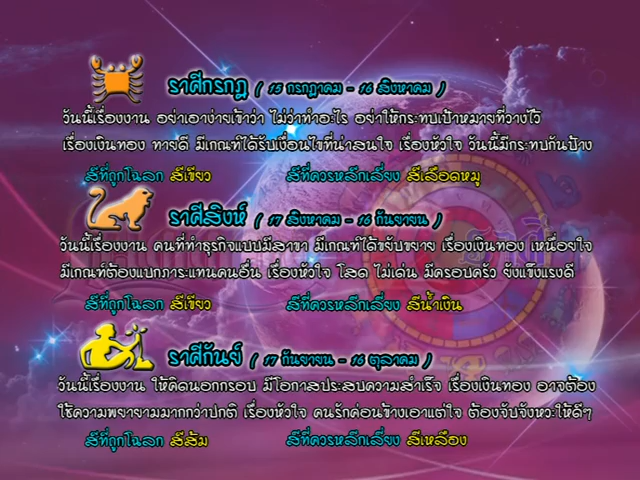 ราศีกรกฎ ( 15 กรกฎาคม - 16 สิงหาคม )
วันนี้เรื่องงาน อย่าเอาง่ายเข้าว่า ไม่ว่าทำอะไร อย่าให้กระทบเป้าหมายที่วางไว้
เรื่องเงินทอง ทายดี มีเกณฑ์ได้รับเงื่อนไขที่น่าสนใจ เรื่องหัวใจ วันนี้มีกระทบกันบ้าง
สีที่ถูกโฉลก สีเขียว สีที่ควรหลีกเลี่ยง สีเลือดหมู
ราศีสิงห์ ( 17 สิงหาคม - 16 กันยายน )
วันนี้เรื่องงาน คนที่ทำธุรกิจแบบมีสาขา มีเกณฑ์ได้ขยับขยาย เรื่องเงินทอง เหนื่อยใจ
มีเกณฑ์ต้องแบกภาระแทนคนอื่น เรื่องหัวใจ โสด ไม่เด่น มีครอบครัว ยังแข็งแรงดี
สีที่ถูกโฉลก สีเขียว สีที่ควรหลีกเลี่ยง สีน้ำเงิน
ราศีกันย์ ( 17 กันยายน - 16 ตุลาคม )
วันนี้เรื่องงาน ให้คิดนอกกรอบ มีโอกาสประสบความสำเร็จ เรื่องเงินทอง อาจต้อง
ใช้ความพยายามมากกว่าปกติ เรื่องหัวใจ คนรักค่อนข้างเอาแต่ใจ ต้องจับจังหวะให้ดีๆ
สีที่ถูกโฉลก สีส้ม สีที่ควรหลีกเลี่ยง สีเหลือง